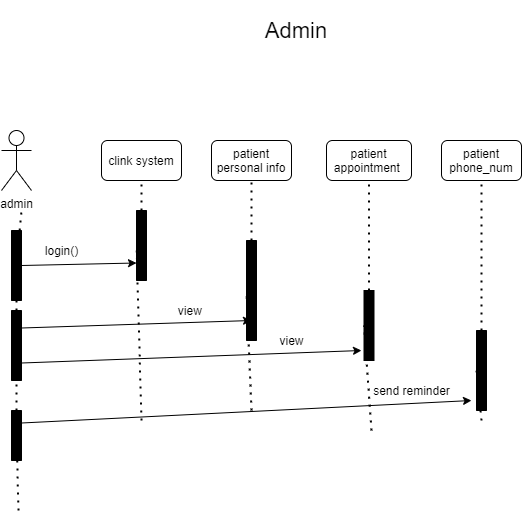 Admin
clink system
patient
personal info
patient
appointment
patient
phone_num
admin
login()
view
view
send reminder